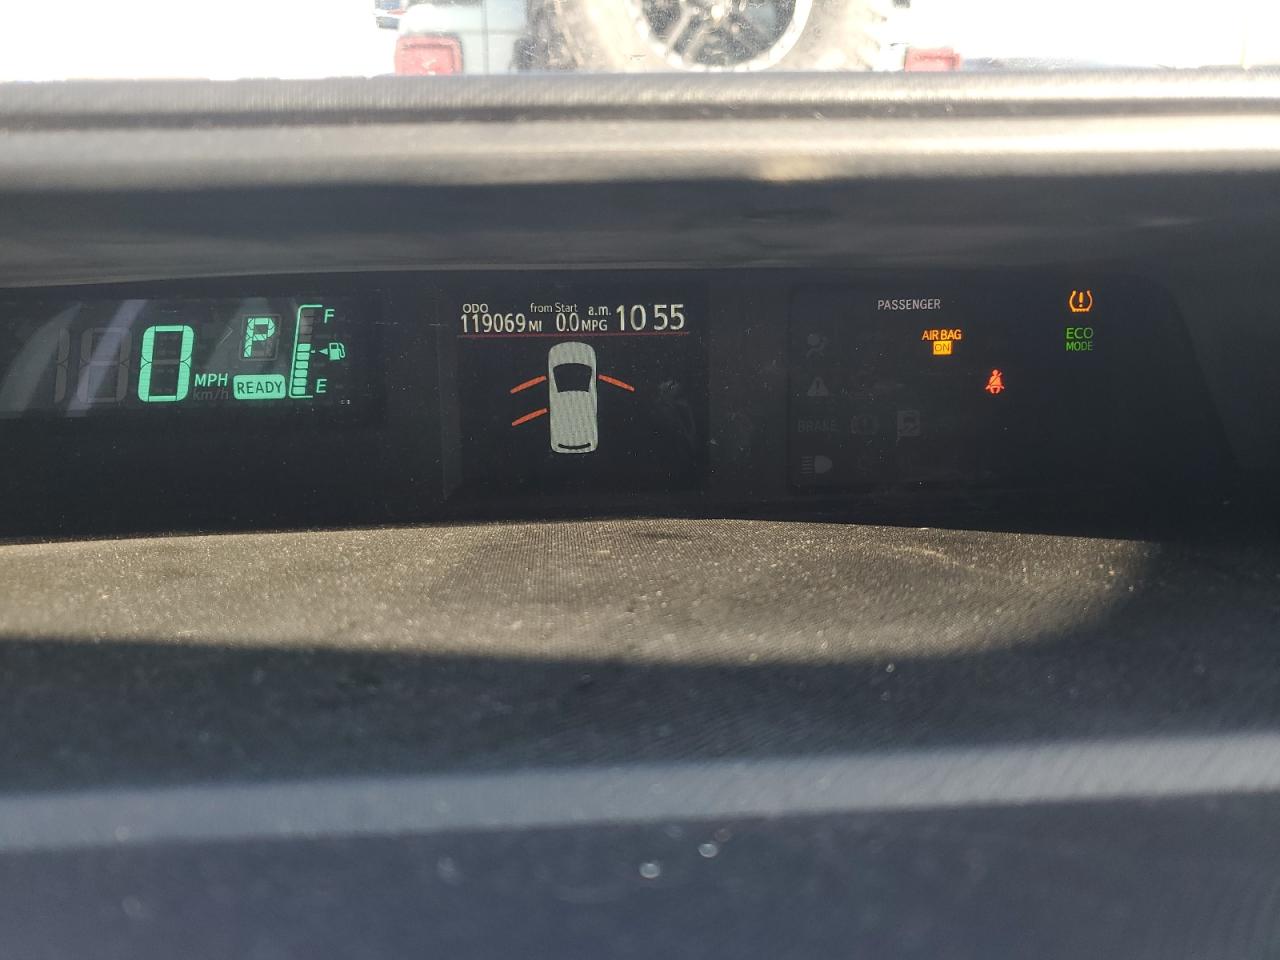 0 MPH
km/h
P
READY
F
E
ODO
119069 MI
from Start
0.0 MPG
a.m. 10 55
PASSENGER
AIR BAG
ON
ECO
MODE
BRAKE